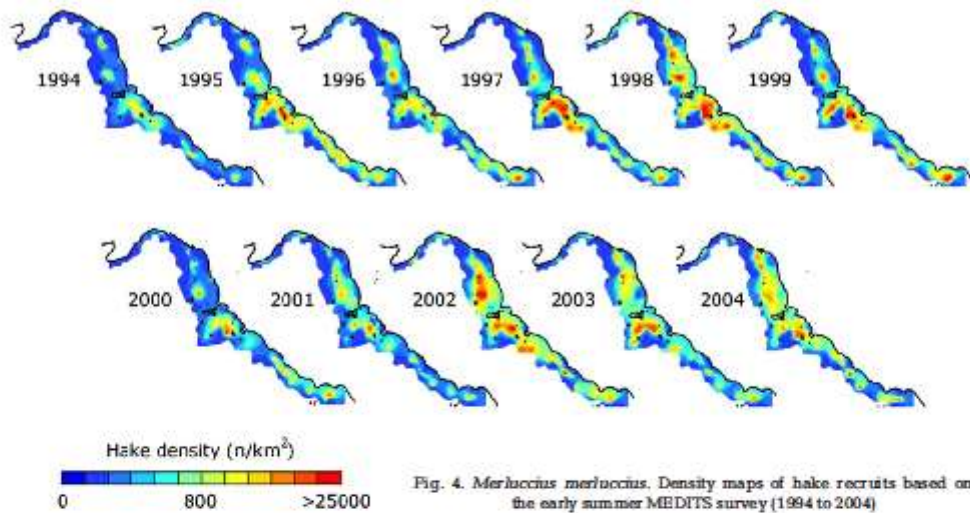 1994 1995 1996 1997 1998 1999
2000 2001 2002 2003 2004
Hake density (n/km²)
0 800 >25000
Fig. 4. Merluccius merluccius. Density maps of hake recruits based on
the early summer MEDITS survey (1994 to 2004)